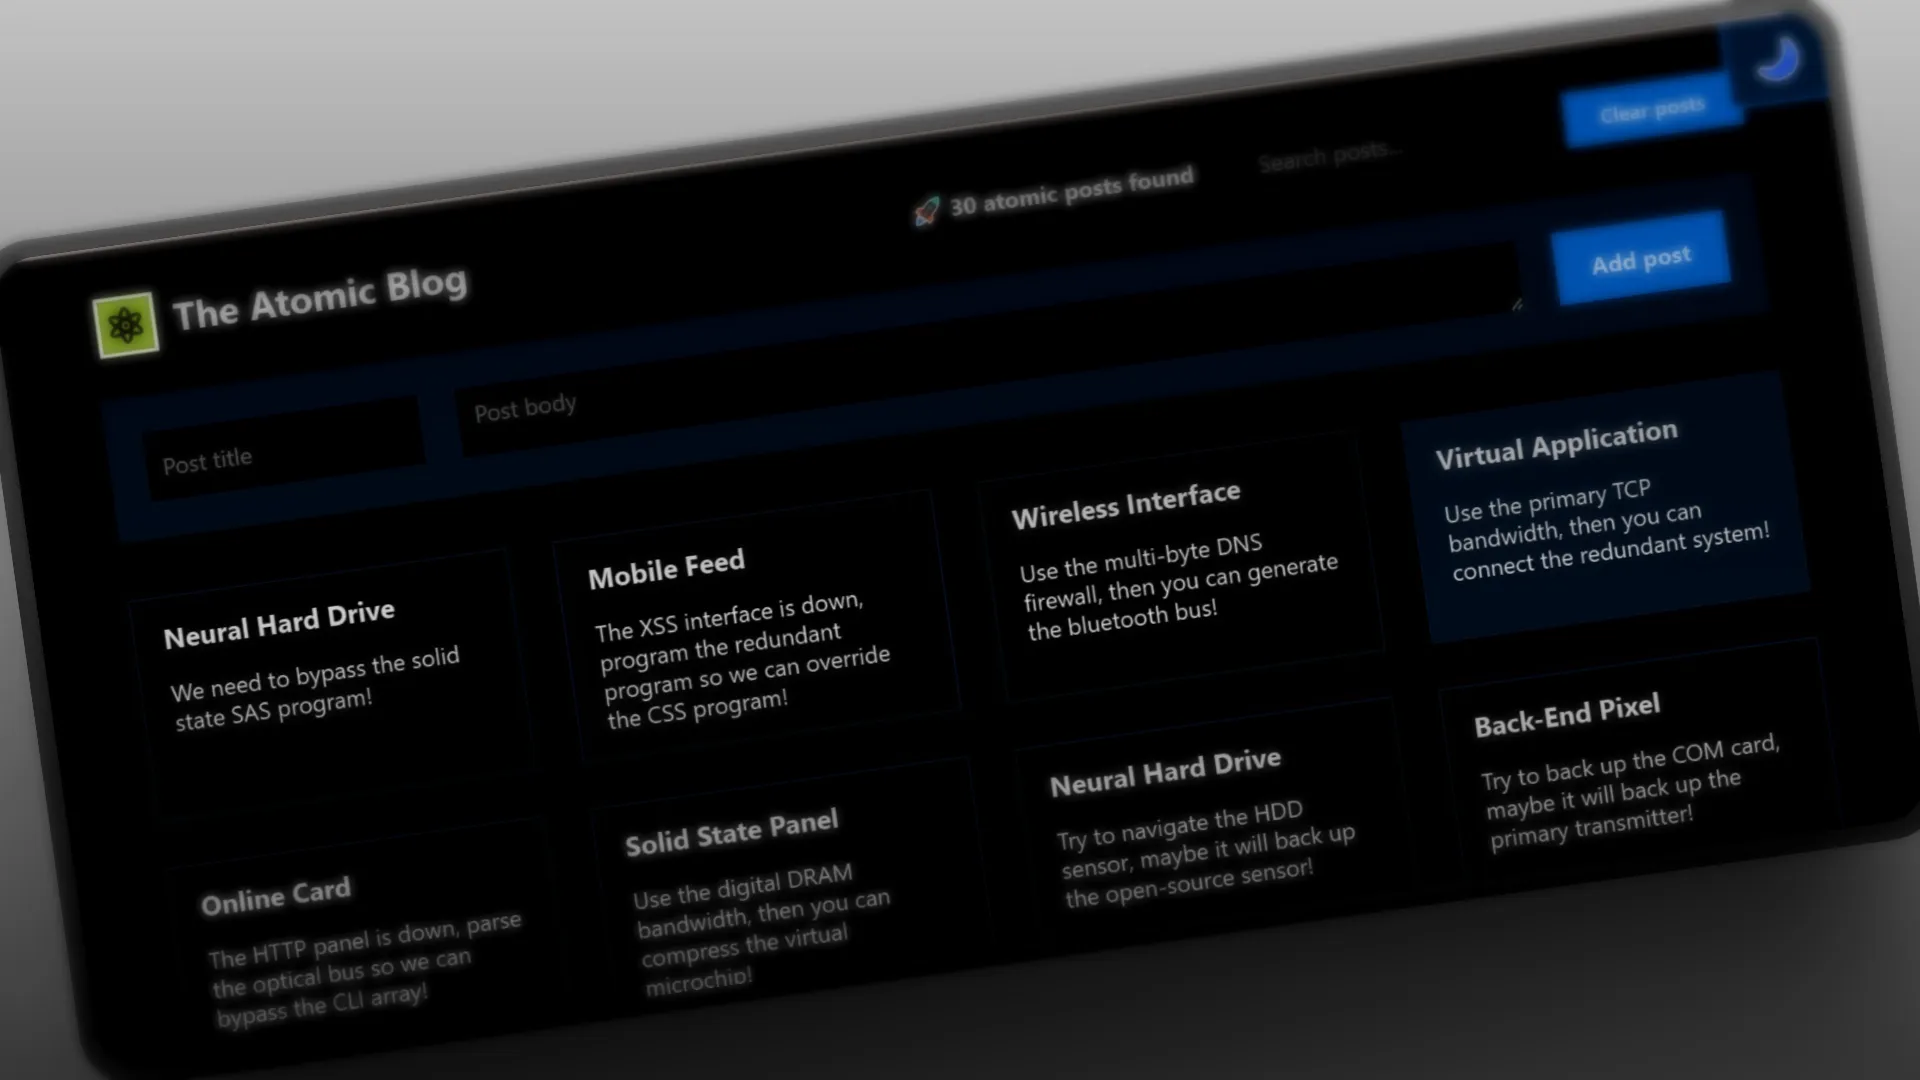 The Atomic Blog
🚀 30 atomic posts found
Search posts...
Clear posts
Post title
Post body
Add post
Neural Hard Drive
We need to bypass the solid
state SAS program!
Mobile Feed
The XSS interface is down,
program the redundant
program so we can override
the CSS program!
Wireless Interface
Use the multi-byte DNS
firewall, then you can generate
the bluetooth bus!
Virtual Application
Use the primary TCP
bandwidth, then you can
connect the redundant system!
Online Card
The HTTP panel is down, parse
the optical bus so we can
bypass the CLI array!
Solid State Panel
Use the digital DRAM
bandwidth, then you can
compress the virtual
microchip!
Neural Hard Drive
Try to navigate the HDD
sensor, maybe it will back up
the open-source sensor!
Back-End Pixel
Try to back up the COM card,
maybe it will back up the
primary transmitter!